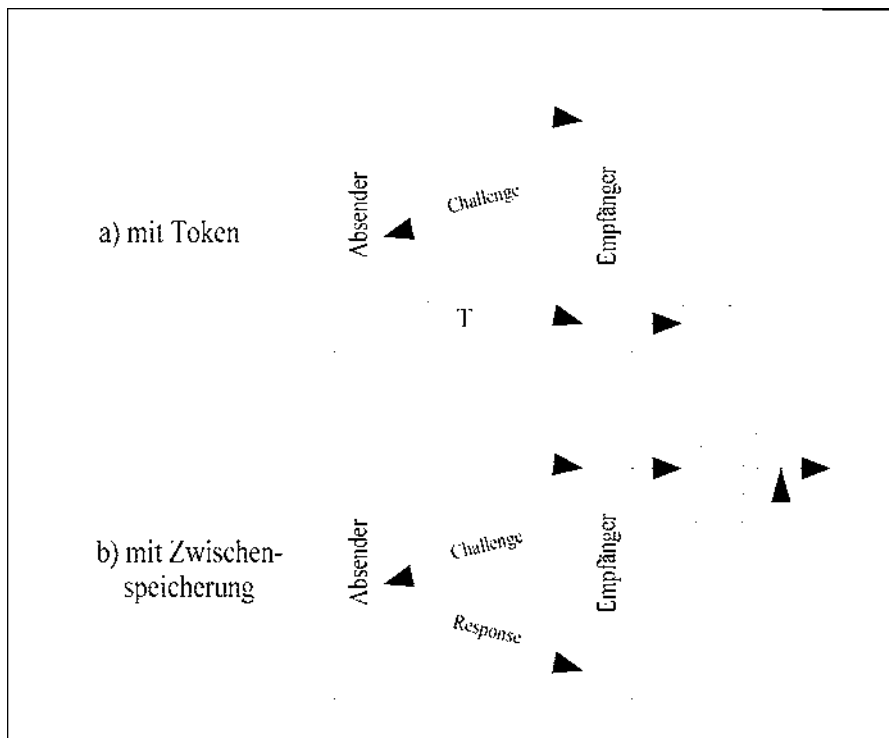 a) mit Token
Absender
Challenge
Empfänger
T
b) mit Zwischen-
speicherung
Absender
Challenge
Response
Empfänger